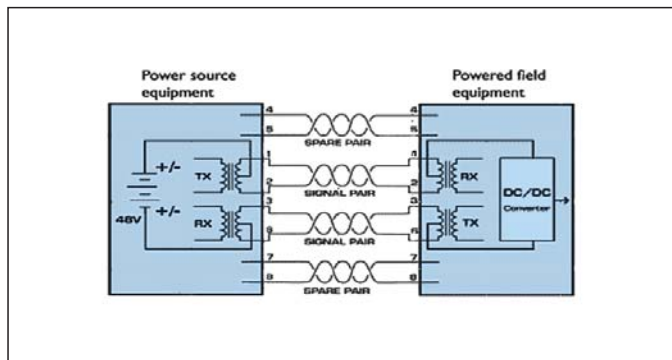 Power source
equipment
Powered field
equipment
4
4
5
5
SPARE PAIR
+/-
1
1
TX
RX
2
2
SIGNAL PAIR
DC/DC
Converter
+/-
3
3
48V
RX
TX
6
6
SIGNAL PAIR
7
7
8
8
SPARE PAIR